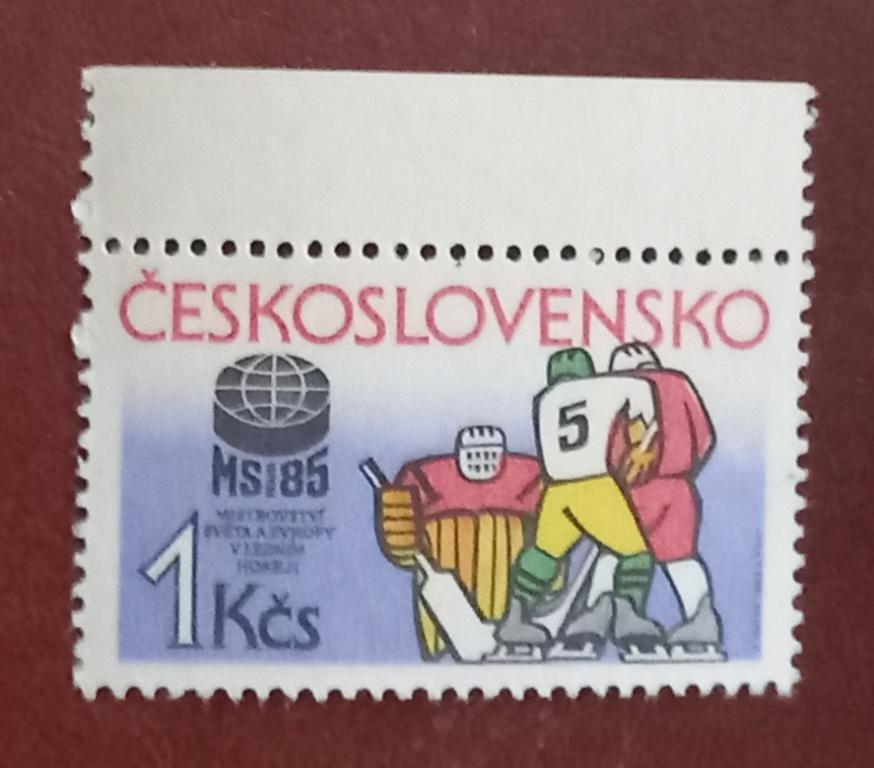 ČESKOSLOVENSKO
5
MS 85
MISTROVSTVÍ
SVĚTA A EVROPY
V LEDNÍM
HOKEJI
1 Kčs